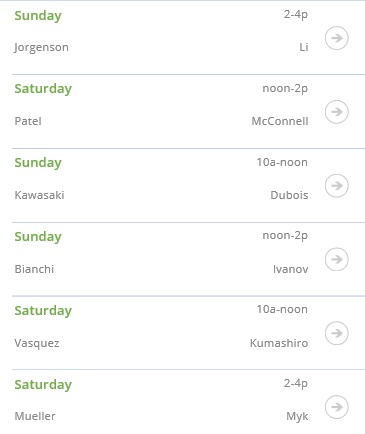 Sunday 2-4p
Jorgenson Li
Saturday noon-2p
Patel McConnell
Sunday 10a-noon
Kawasaki Dubois
Sunday noon-2p
Bianchi Ivanov
Saturday 10a-noon
Vasquez Kumashiro
Saturday 2-4p
Mueller Myk